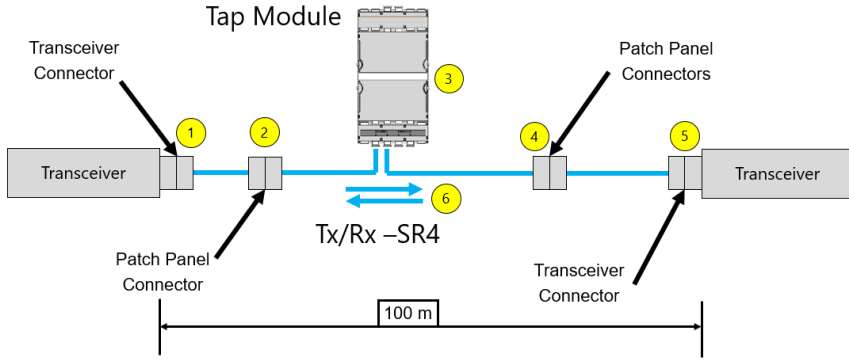 Tap Module
Transceiver
Connector
Patch Panel
Connectors
1
2
3
4
5
Transceiver
Transceiver
6
Tx/Rx –SR4
Patch Panel
Connector
Transceiver
Connector
100 m